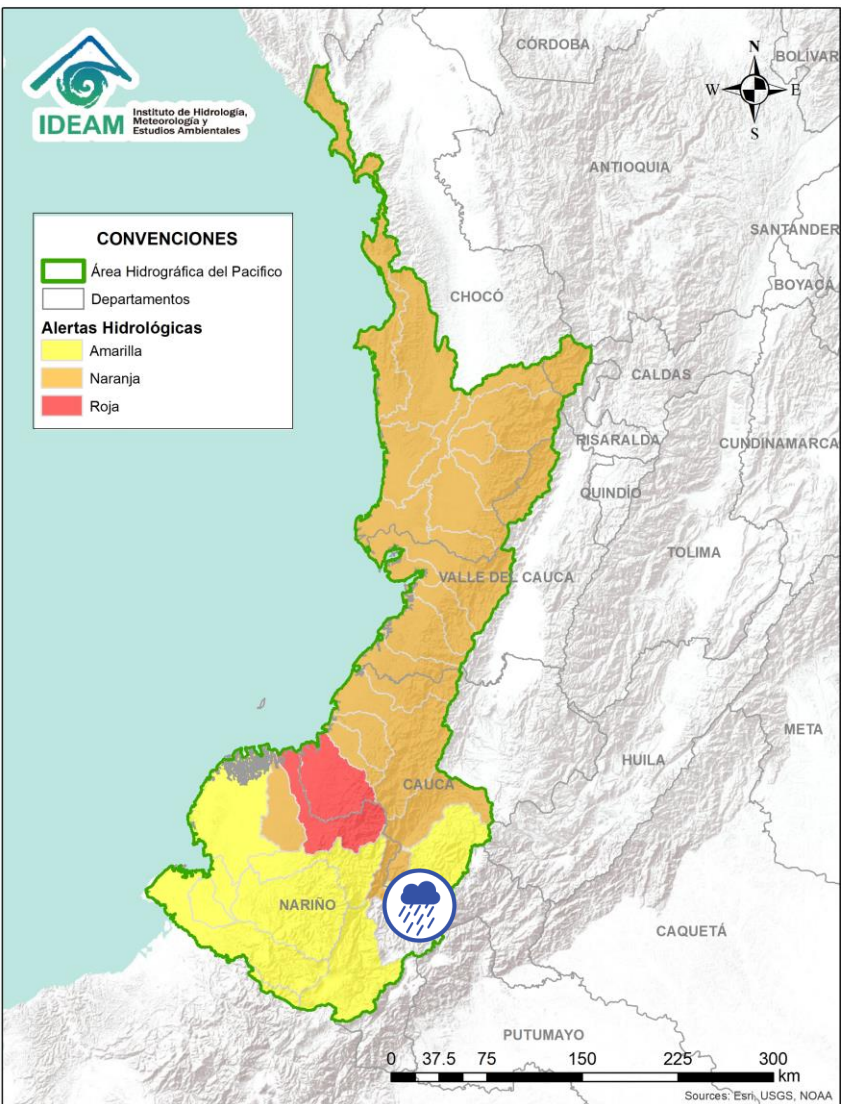 IDEAM
Instituto de Hidrología,
Meteorología y
Estudios Ambientales
N
W
E
S
CÓRDOBA
BOLÍVAR
ANTIOQUIA
SANTANDER
BOYACÁ
CHOCÓ
CALDAS
RISARALDA
CUNDINAMARCA
QUINDÍO
TOLIMA
VALLE DEL CAUCA
META
HUILA
CAUCA
NARIÑO
CAQUETÁ
PUTUMAYO
CONVENCIONES
Área Hidrográfica del Pacifico
Departamentos
Alertas Hidrológicas
Amarilla
Naranja
Roja
0 37.5 75 150 225 300
km
Sources: Esri, USGS, NOAA